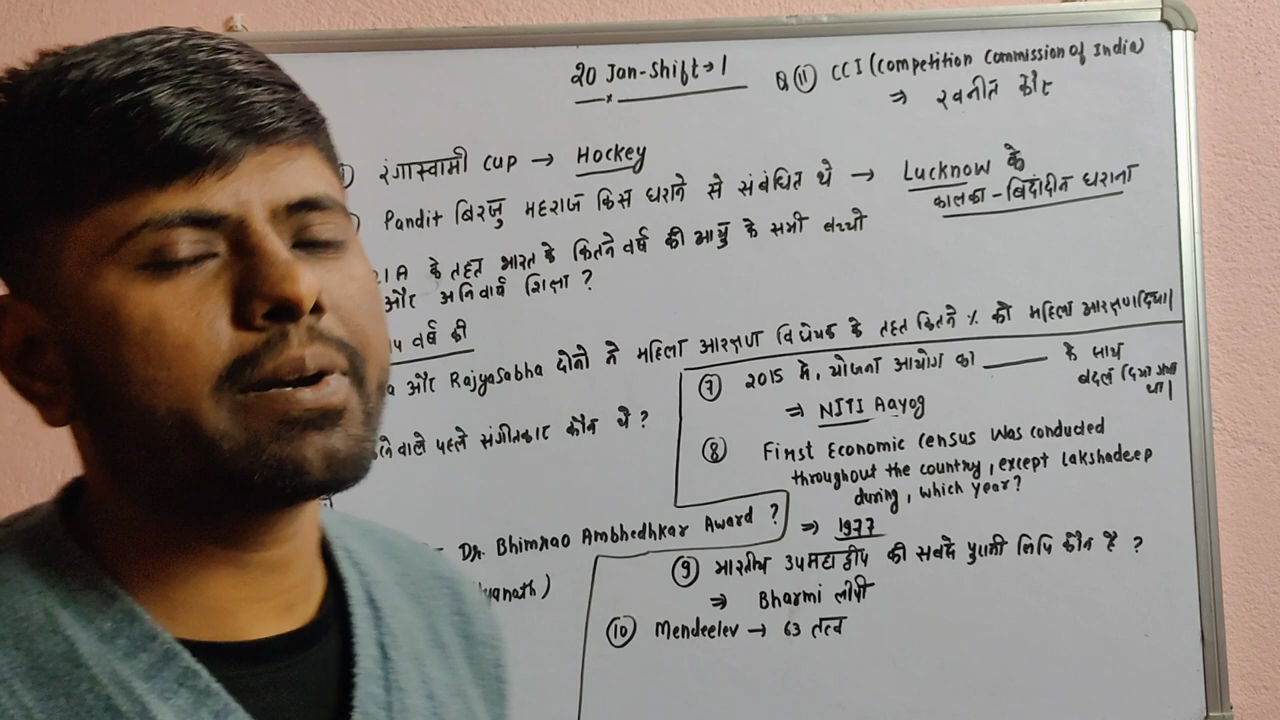 20 Jan-Shift→1
Q ⑪ CCI (Competition Commission of India)
⇒ रवनीत कौर
रंगास्वामी Cup → Hockey
Pandit बिरजु महराज किस घराने से संबंधित थे → Lucknow के
कालका-बिंदादीन घराना
के तहत भारत के कितने वर्ष की आयु के सभी बच्चो
और अनिवार्य शिक्षा ?
वर्ष की
और RajyaSabha दोनो ने महिला आरक्षण विधेयक के तहत कितने % को महिला आरक्षण दिया।
वाले पहले संगीतकार कौन थे ?
Dr. Bhimrao Ambhedhkar Award ?
⑦ 2015 में, योजना आयोग का ____ के साथ
बदल दिया गया
था।
⇒ NITI Aayog
⑧ First Economic Census was conducted
throughout the country, except Lakshadeep
during, which year?
⇒ 1977
⑨ भारतीय उपमहाद्वीप की सबसे पुरानी लिपि कौन है ?
⇒ Bharmi लीपी
⑩ Mendeelev → 63 तत्व